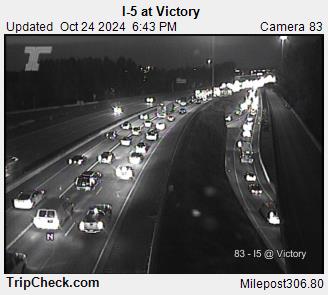 I-5 at Victory
Updated Oct 24 2024 6:43 PM Camera 83
T
N
83 - I5 @ Victory
TripCheck.com Milepost306.80